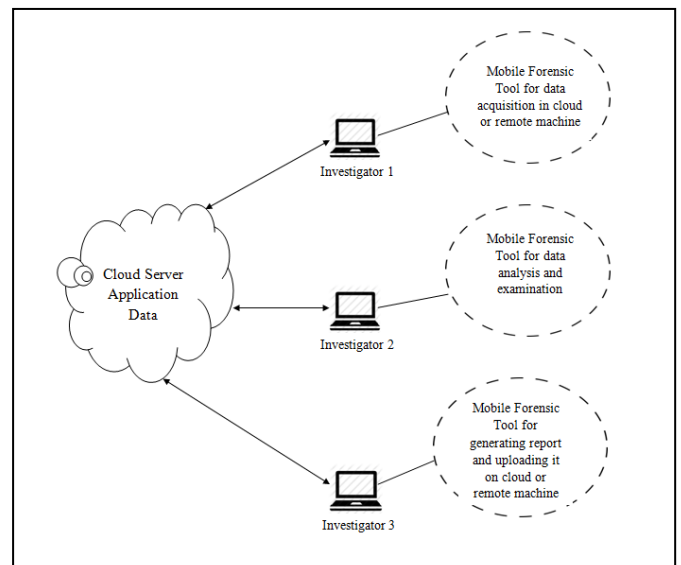 Mobile Forensic
Tool for data
acquisition in cloud
or remote machine
Investigator 1
Cloud Server
Application
Data
Mobile Forensic
Tool for data
analysis and
examination
Investigator 2
Mobile Forensic
Tool for
generating report
and uploading it
on cloud or
remote machine
Investigator 3